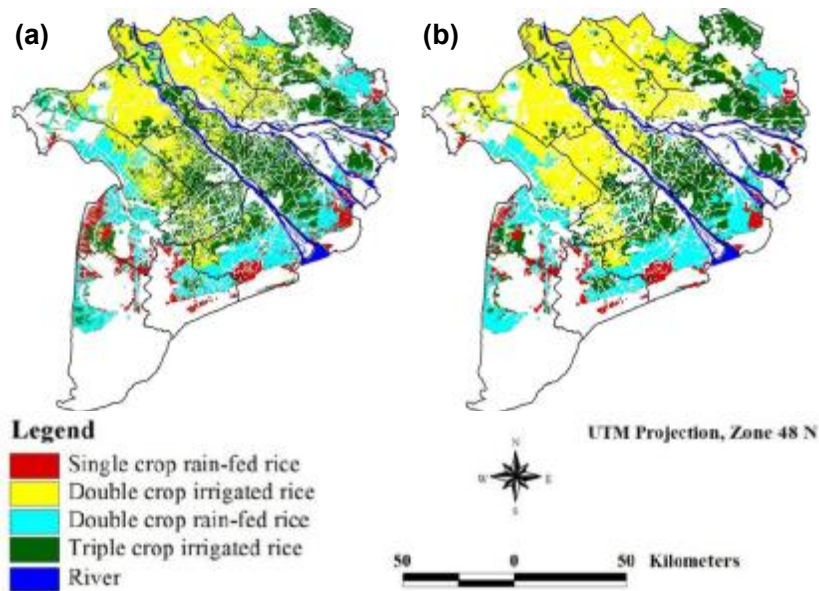 (a)
(b)
Legend
Single crop rain-fed rice
Double crop irrigated rice
Double crop rain-fed rice
Triple crop irrigated rice
River
UTM Projection, Zone 48 N
N
W E
S
50 0 50 Kilometers